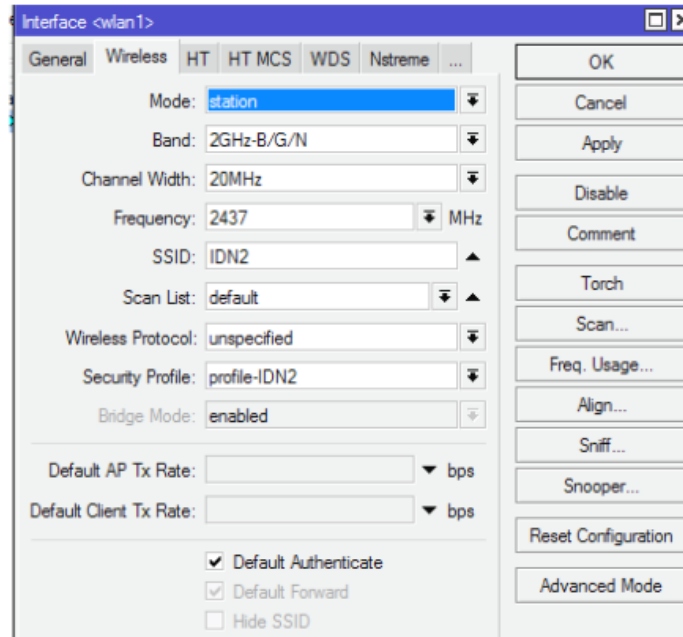 Interface <wlan1>
General Wireless HT HT MCS WDS Nstreme ...
Mode: station
Band: 2GHz-B/G/N
Channel Width: 20MHz
Frequency: 2437 MHz
SSID: IDN2
Scan List: default
Wireless Protocol: unspecified
Security Profile: profile-IDN2
Bridge Mode: enabled
Default AP Tx Rate: bps
Default Client Tx Rate: bps
Default Authenticate
Default Forward
Hide SSID
OK
Cancel
Apply
Disable
Comment
Torch
Scan...
Freq. Usage...
Align...
Sniff...
Snooper...
Reset Configuration
Advanced Mode